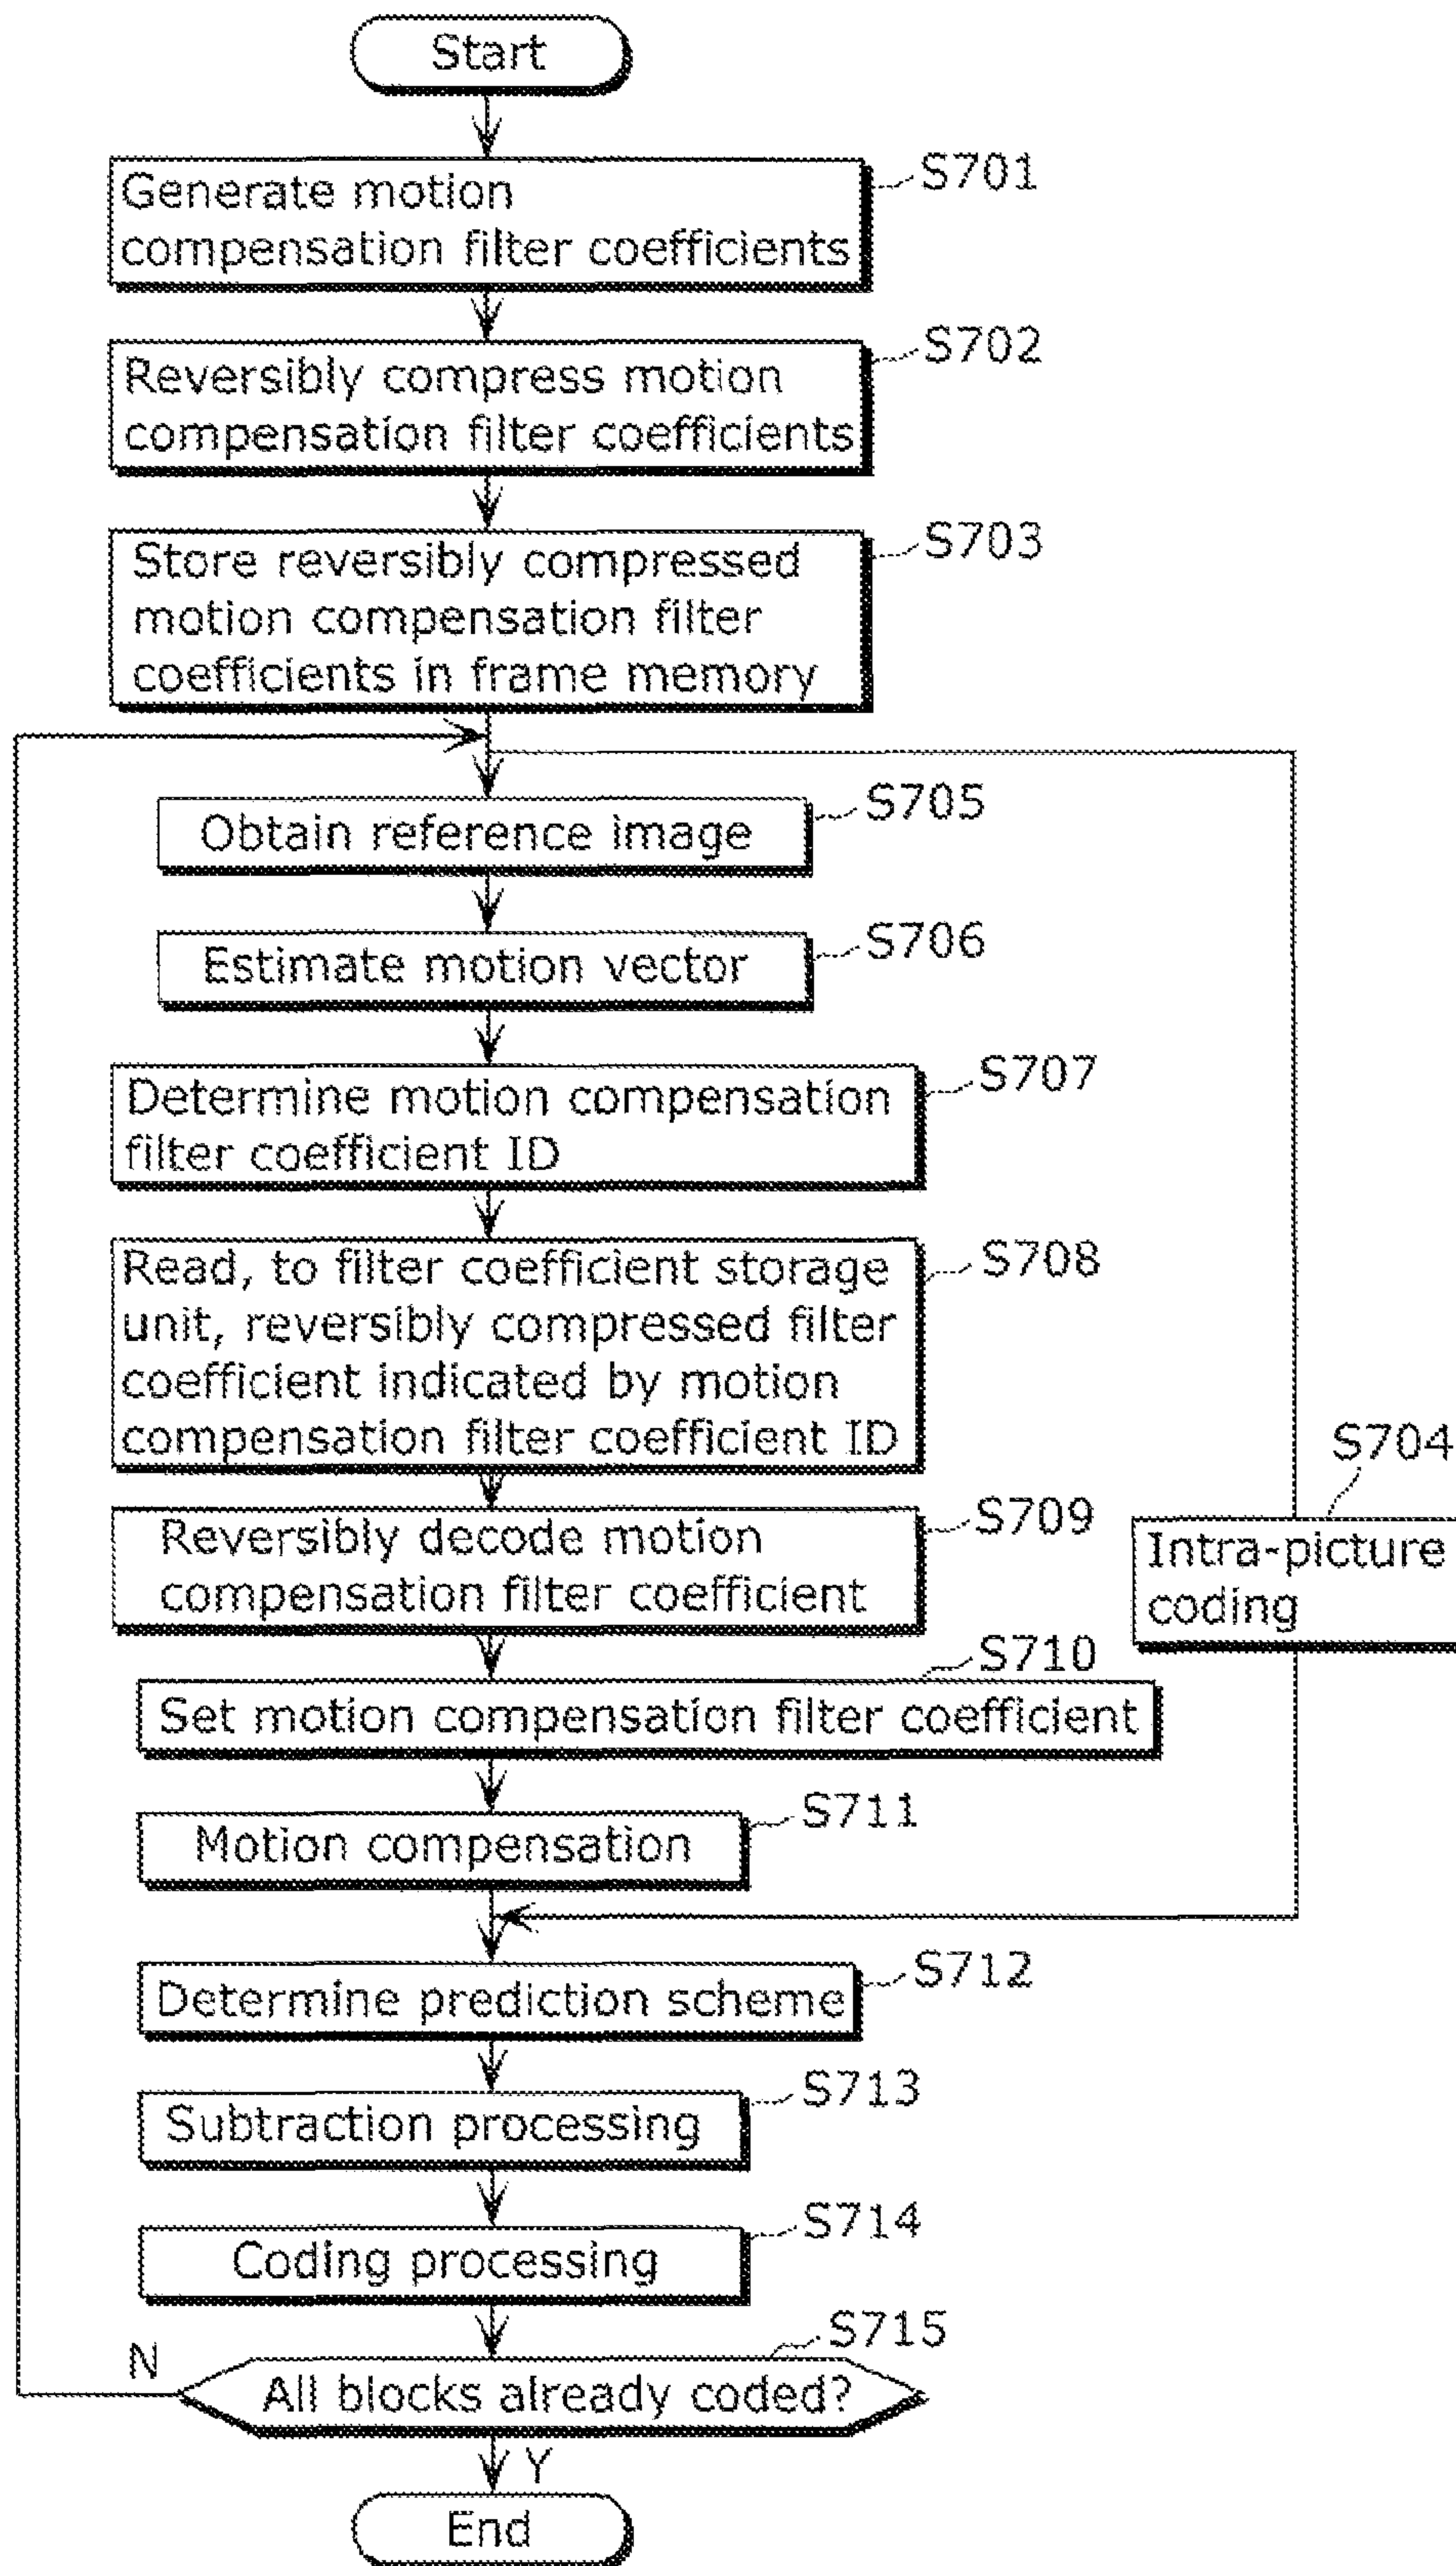 Start
S701
Generate motion
compensation filter coefficients
S702
Reversibly compress motion
compensation filter coefficients
S703
Store reversibly compressed
motion compensation filter
coefficients in frame memory
S705
Obtain reference image
S706
Estimate motion vector
S707
Determine motion compensation
filter coefficient ID
S708
Read, to filter coefficient storage
unit, reversibly compressed filter
coefficient indicated by motion
compensation filter coefficient ID
S704
Intra-picture
coding
S709
Reversibly decode motion
compensation filter coefficient
S710
Set motion compensation filter coefficient
S711
Motion compensation
S712
Determine prediction scheme
S713
Subtraction processing
S714
Coding processing
S715
N
All blocks already coded?
Y
End